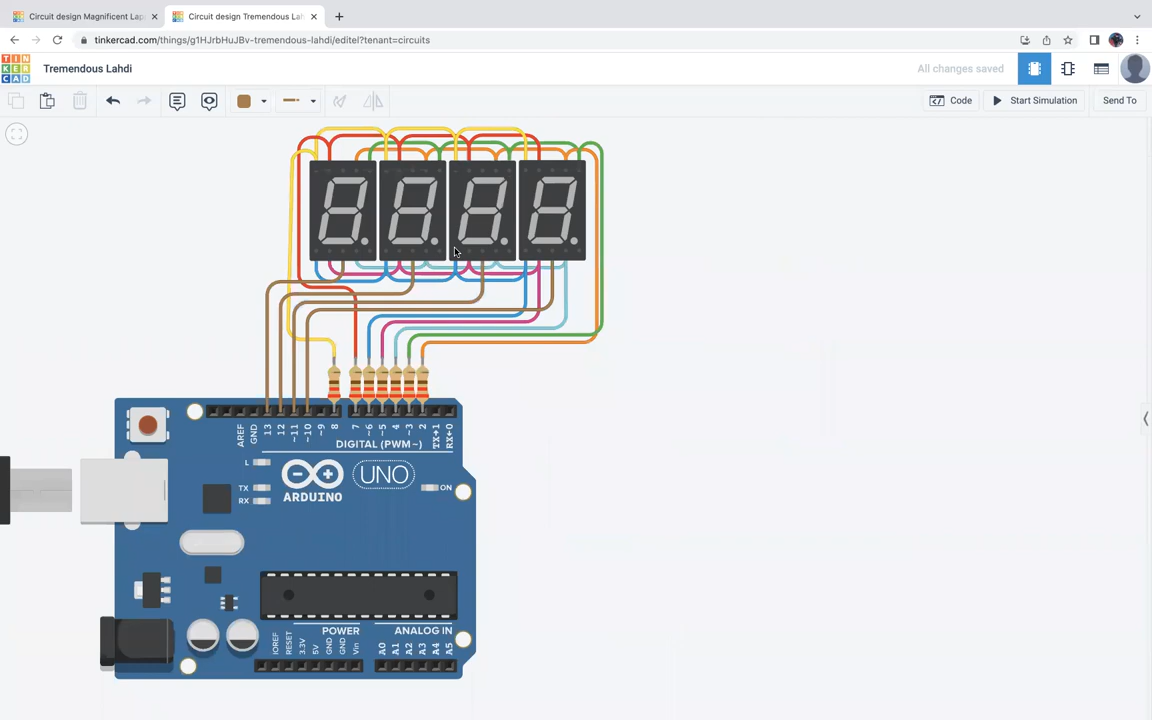 Circuit design Magnificent Lap
Circuit design Tremendous Lah
tinkercad.com/things/g1HJrbHuJBv-tremendous-lahdi/editel?tenant=circuits
TIN
KER
CAD
Tremendous Lahdi
All changes saved
Code
Start Simulation
Send To
AREF
GND
13
12
~11
~10
~9
8
7
~6
~5
4
~3
2
TX→1
RX←0
DIGITAL (PWM~)
L
TX
RX
ARDUINO
UNO
ON
POWER
ANALOG IN
IOREF
RESET
3.3V
5V
GND
GND
Vin
A0
A1
A2
A3
A4
A5